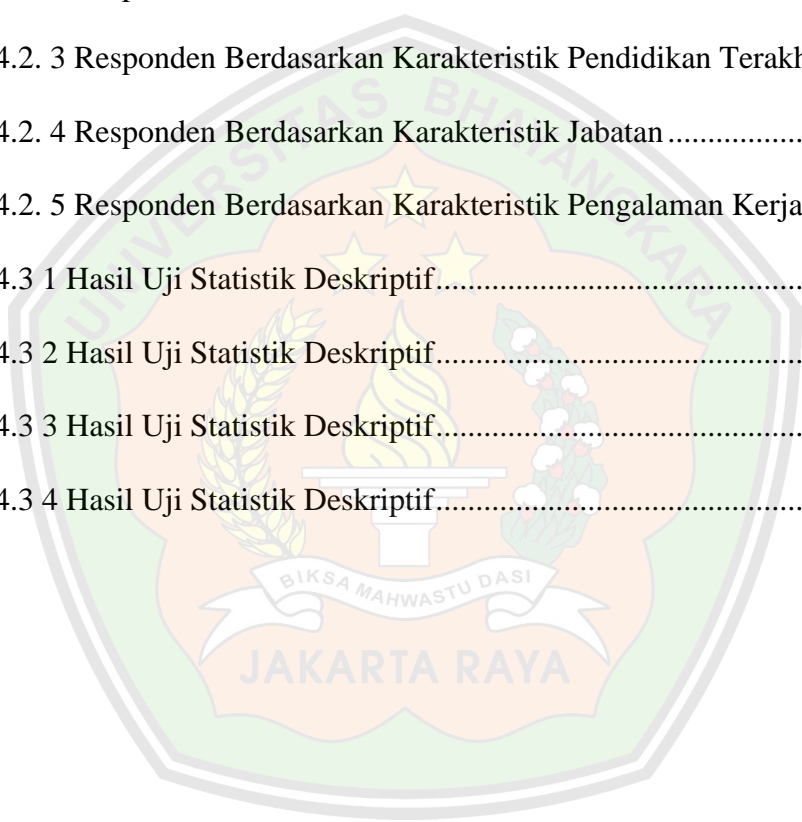 4.2. 3 Responden Berdasarkan Karakteristik Pendidikan
4.2. 4 Responden Berdasarkan Karakteristik Jabatan..................
4.2. 5 Responden Berdasarkan Karakteristik Pengalaman Kerja
4.3 1 Hasil Uji Statistik Deskriptif..............................................
4.3 2 Hasil Uji Statistik Deskriptif..............................................
4.3 3 Hasil Uji Statistik Deskriptif..............................................
4.3 4 Hasil Uji Statistik Deskriptif..............................................
UNIVERSITAS BHAYANGKARA
BIKSA MAHWASTU DASI
JAKARTA RAYA